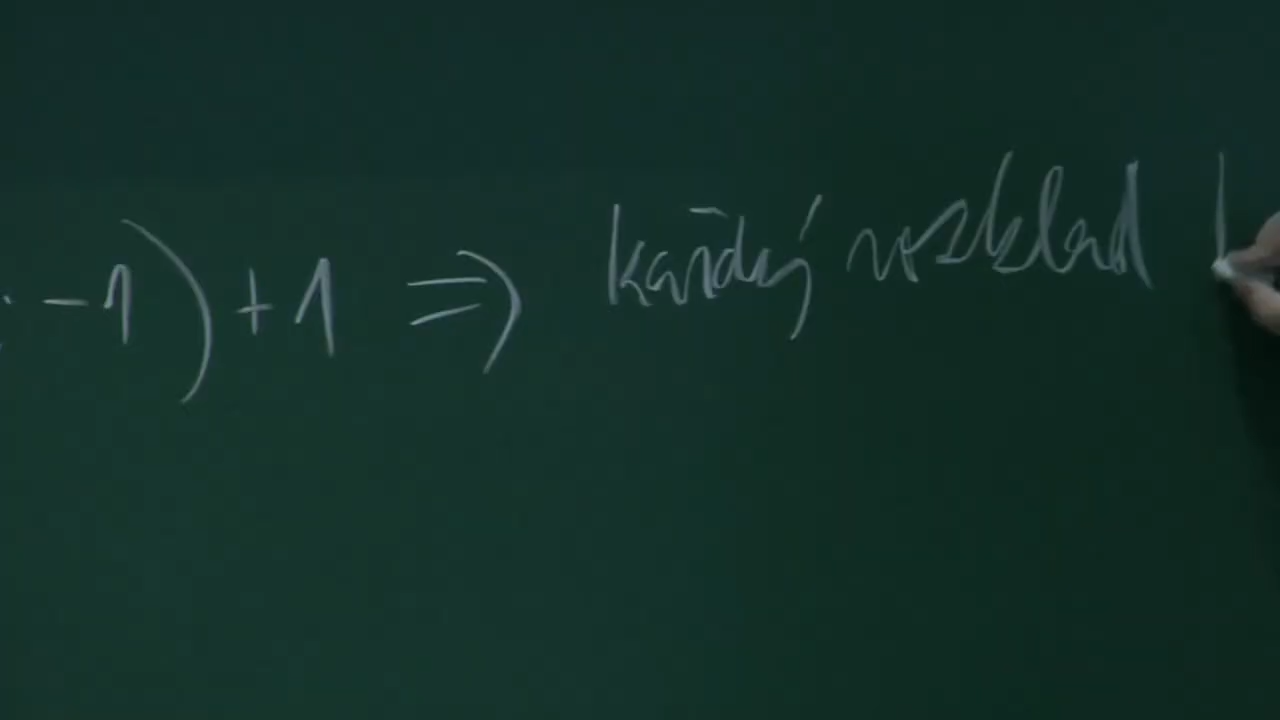 -1) + 1 ⇒ každý rozklad